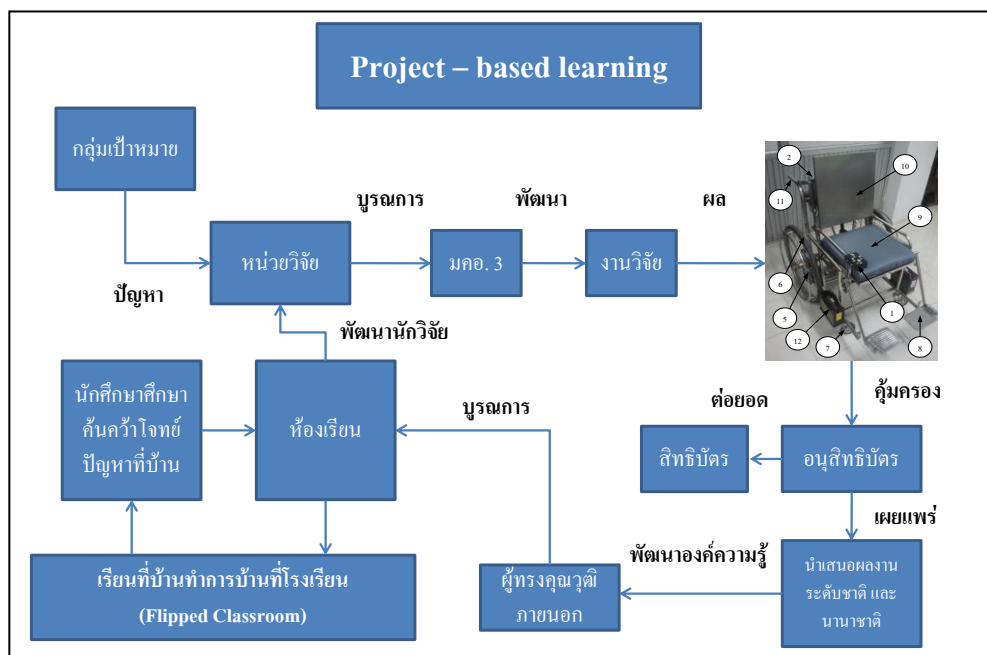 Project – based learning
กลุ่มเป้าหมาย
ปัญหา
หน่วยวิจัย
บูรณการ
มคอ. 3
พัฒนา
งานวิจัย
ผล
2
10
11
9
6
5
1
12
7
8
พัฒนานักวิจัย
นักศึกษาศึกษา
ค้นคว้าโจทย์
ปัญหาที่บ้าน
ห้องเรียน
บูรณการ
ต่อยอด
คุ้มครอง
สิทธิบัตร
อนุสิทธิบัตร
เผยแพร่
พัฒนาองค์ความรู้
เรียนที่บ้านทำการบ้านที่โรงเรียน
(Flipped Classroom)
ผู้ทรงคุณวุฒิ
ภายนอก
นำเสนอผลงาน
ระดับชาติ และ
นานาชาติ